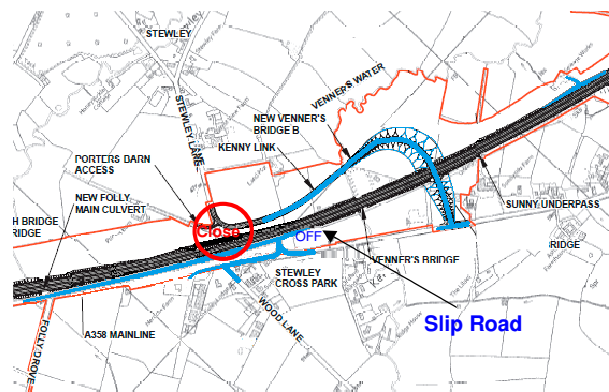 STEWLEY
VENNERS WATER
STEWLEY LANE
NEW VENNER'S
BRIDGE B
KENNY LINK
PORTERS BARN
ACCESS
NEW FOLLY
MAIN CULVERT
Close
SUNNY UNDERPASS
H BRIDGE
RIDGE
OFF
RIDGE
VENNER'S BRIDGE
STEWLEY
CROSS PARK
Slip Road
WOOD LANE
A358 MAINLINE
FOLLY GROVE